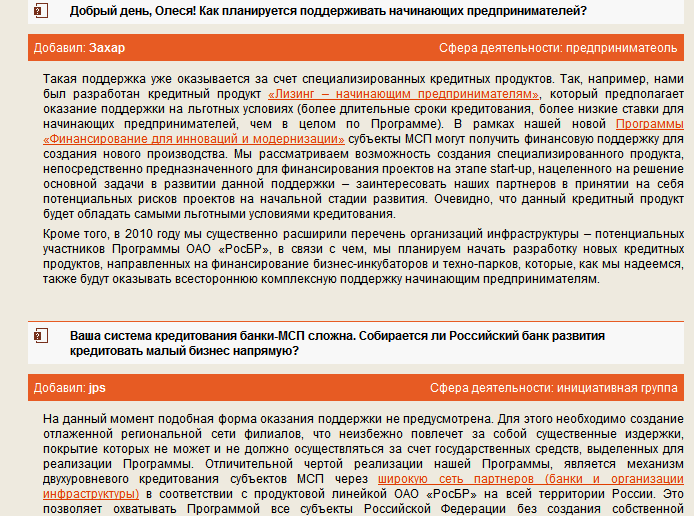 Добрый день, Олеся! Как планируется поддерживать начинающих предпринимателей?
Добавил: Захар Сфера деятельности: предприниматеоль
Такая поддержка уже оказывается за счет специализированных кредитных продуктов. Так, например, нами
был разработан кредитный продукт «Лизинг – начинающим предпринимателям», который предполагает
оказание поддержки на льготных условиях (более длительные сроки кредитования, более низкие ставки для
начинающих предпринимателей, чем в целом по Программе). В рамках нашей новой Программы
«Финансирование для инноваций и модернизации» субъекты МСП могут получить финансовую поддержку для
создания нового производства. Мы рассматриваем возможность создания специализированного продукта,
непосредственно предназначенного для финансирования проектов на этапе start-up, нацеленного на решение
основной задачи в развитии данной поддержки – заинтересовать наших партнеров в принятии на себя
потенциальных рисков проектов на начальной стадии развития. Очевидно, что данный кредитный продукт
будет обладать самыми льготными условиями кредитования.
Кроме того, в 2010 году мы существенно расширили перечень организаций инфраструктуры – потенциальных
участников Программы ОАО «РосБР», в связи с чем, мы планируем начать разработку новых кредитных
продуктов, направленных на финансирование бизнес-инкубаторов и техно-парков, которые, как мы надеемся,
также будут оказывать всестороннюю комплексную поддержку начинающим предпринимателям.
Ваша система кредитования банки-МСП сложна. Собирается ли Российский банк развития
кредитовать малый бизнес напрямую?
Добавил: jps Сфера деятельности: инициативная группа
На данный момент подобная форма оказания поддержки не предусмотрена. Для этого необходимо создание
отлаженной региональной сети филиалов, что неизбежно повлечет за собой существенные издержки,
покрытие которых не может и не должно осуществляться за счет государственных средств, выделенных для
реализации Программы. Отличительной чертой реализации нашей Программы, является механизм
двухуровневого кредитования субъектов МСП через широкую сеть партнеров (банки и организации
инфраструктуры) в соответствии с продуктовой линейкой ОАО «РосБР» на всей территории России. Это
позволяет охватывать Программой все субъекты Российской Федерации без создания собственной